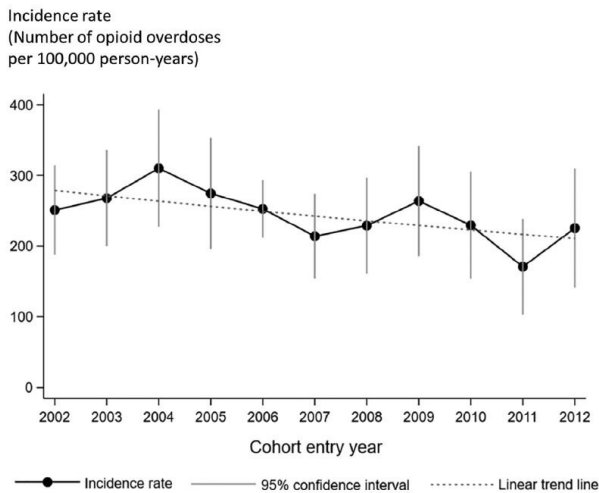 Incidence rate
(Number of opioid overdoses
per 100,000 person-years)
400
300
200
100
0
2002 2003 2004 2005 2006 2007 2008 2009 2010 2011 2012
Cohort entry year
Incidence rate 95% confidence interval Linear trend line